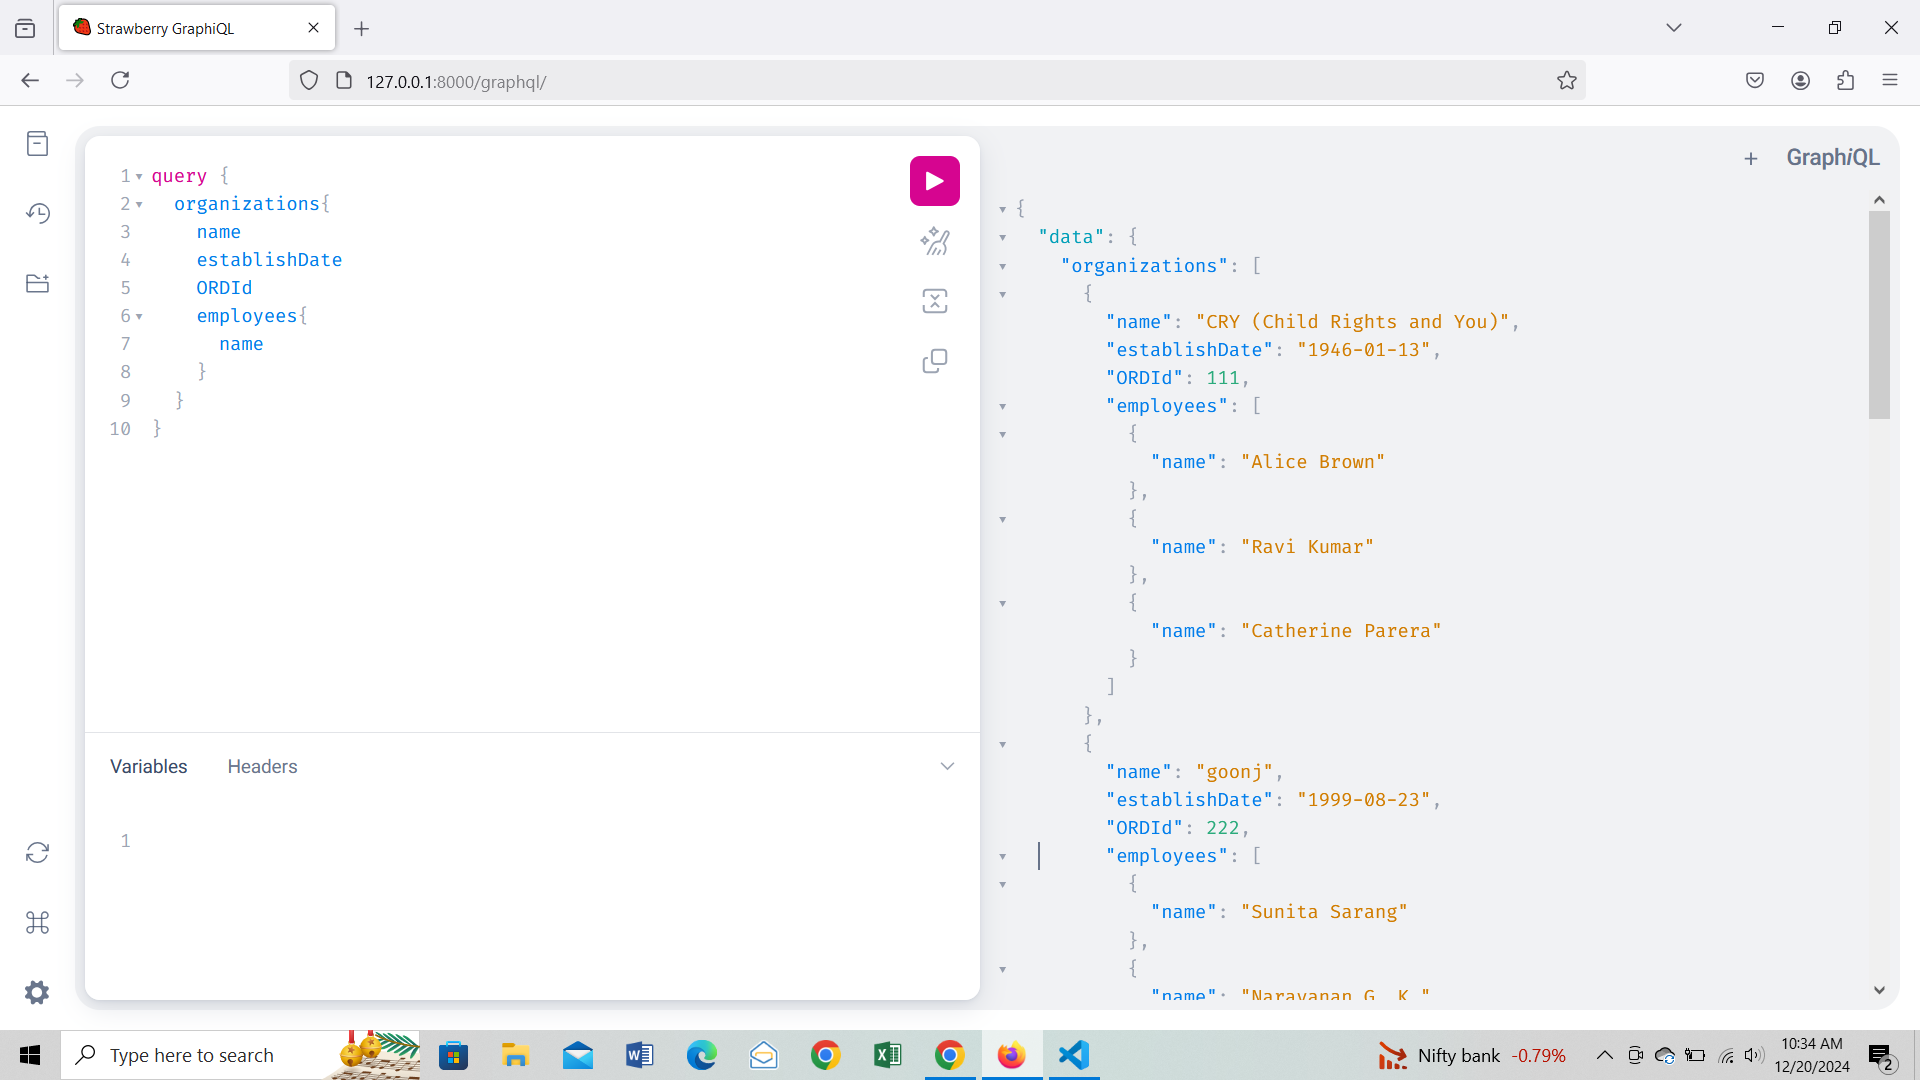 Strawberry GraphiQL
127.0.0.1:8000/graphql/
1 query {
2 organizations{
3 name
4 establishDate
5 ORDId
6 employees{
7 name
8 }
9 }
10 }
Variables Headers
1
GraphiQL
{
"data": {
"organizations": [
{
"name": "CRY (Child Rights and You)",
"establishDate": "1946-01-13",
"ORDId": 111,
"employees": [
{
"name": "Alice Brown"
},
{
"name": "Ravi Kumar"
},
{
"name": "Catherine Parera"
}
]
},
{
"name": "goonj",
"establishDate": "1999-08-23",
"ORDId": 222,
"employees": [
{
"name": "Sunita Sarang"
},
{
"name": "Narayanan G. K."
Type here to search
Nifty bank -0.79%
10:34 AM
12/20/2024
2